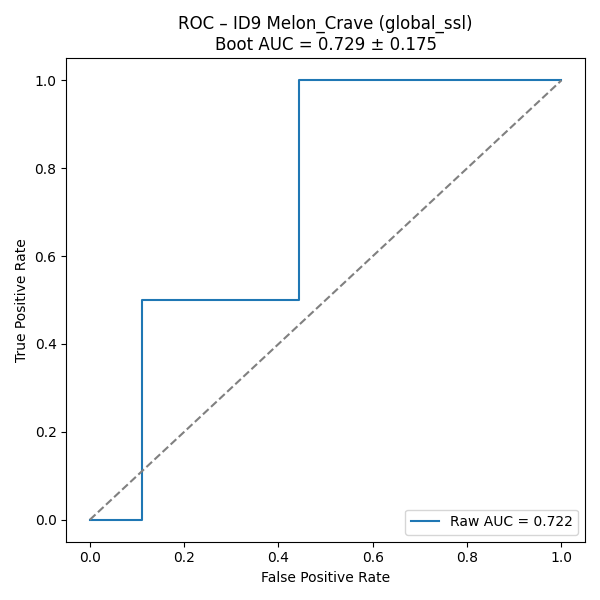 ROC – ID9 Melon_Crave (global_ssl)
Boot AUC = 0.729 ± 0.175
1.0
0.8
0.6
0.4
0.2
0.0
True Positive Rate
Raw AUC = 0.722
0.0 0.2 0.4 0.6 0.8 1.0
False Positive Rate